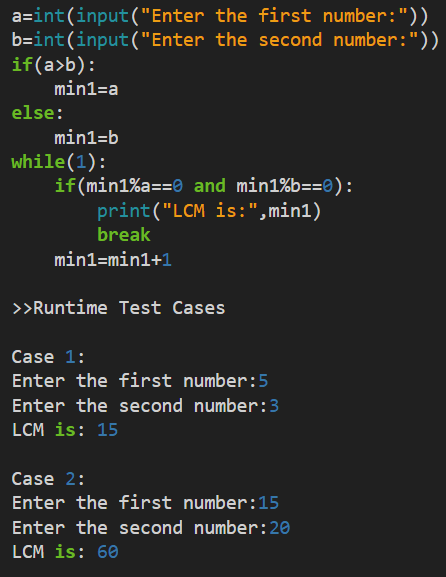 a=int(input("Enter the first number:"))
b=int(input("Enter the second number:"))
if(a>b):
    min1=a
else:
    min1=b
while(1):
    if(min1%a==0 and min1%b==0):
        print("LCM is:",min1)
        break
    min1=min1+1
>>Runtime Test Cases
Case 1:
Enter the first number:5
Enter the second number:3
LCM is: 15
Case 2:
Enter the first number:15
Enter the second number:20
LCM is: 60